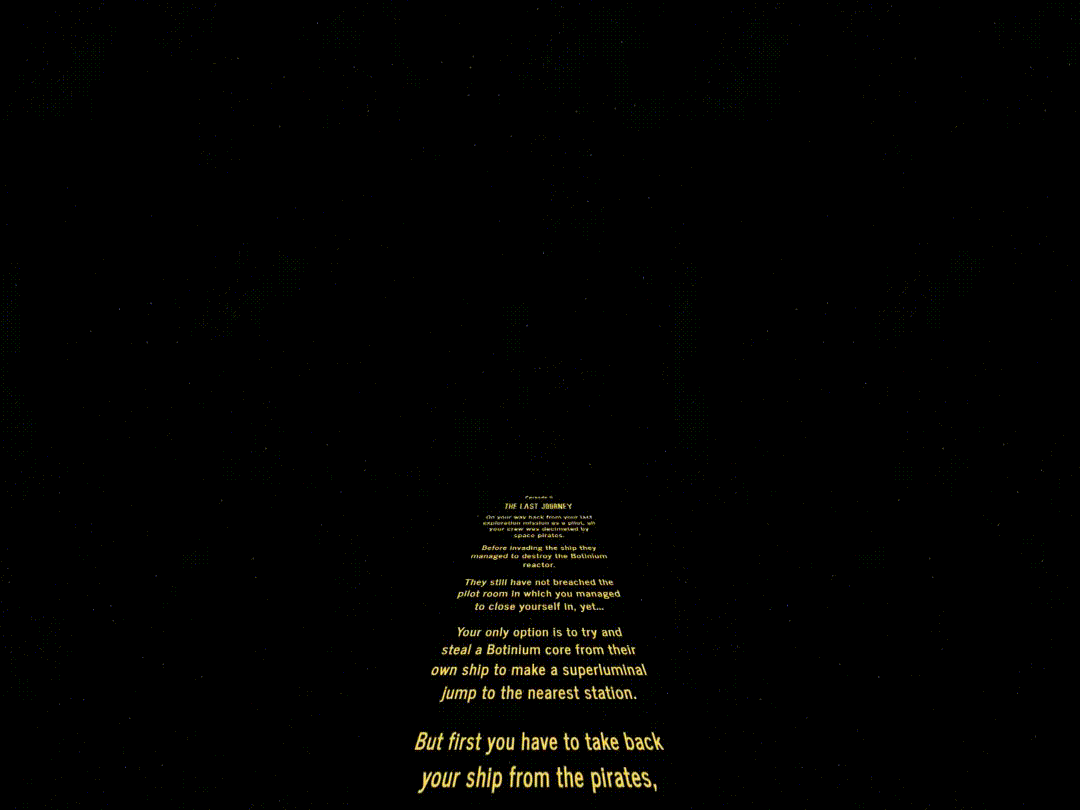 THE LAST JOURNEY
On your way back from your last
exploration mission as a pilot, all
your crew was decimated by
space pirates.
Before invading the ship they
managed to destroy the Botinium
reactor.
They still have not breached the
pilot room in which you managed
to close yourself in, yet...
Your only option is to try and
steal a Botinium core from their
own ship to make a superluminal
jump to the nearest station.
But first you have to take back
your ship from the pirates,